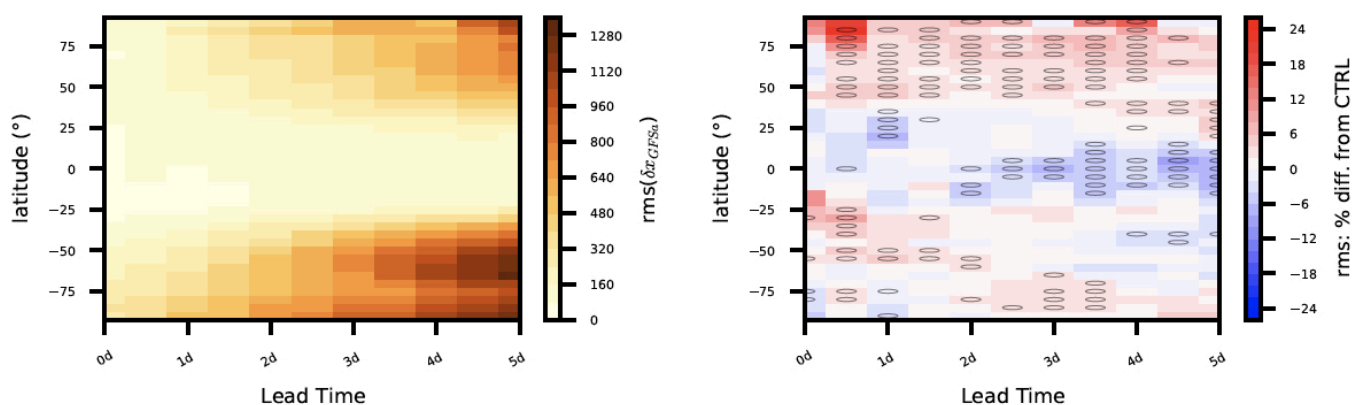 75
50
25
0
−25
−50
−75
latitude (°)
0d
1d
2d
3d
4d
5d
Lead Time
1280
1120
960
800
640
480
320
160
0
rms(δx_{GFSa})
75
50
25
0
−25
−50
−75
latitude (°)
0d
1d
2d
3d
4d
5d
Lead Time
24
18
12
6
0
−6
−12
−18
−24
rms: % diff. from CTRL